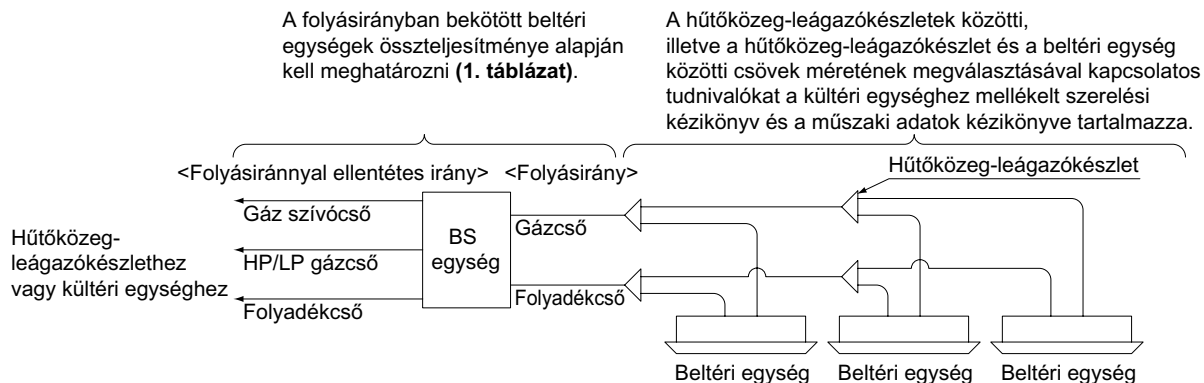 A folyásirányban bekötött beltéri
egységek összteljesítménye alapján
kell meghatározni (1. táblázat).
A hűtőközeg-leágazókészletek közötti,
illetve a hűtőközeg-leágazókészlet és a beltéri egység
közötti csövek méretének megválasztásával kapcsolatos
tudnivalókat a kültéri egységhez mellékelt szerelési
kézikönyv és a műszaki adatok kézikönyve tartalmazza.
<Folyásiránnyal ellentétes irány>
<Folyásirány>
Hűtőközeg-leágazókészlet
Gáz szívócső
BS
egység
Gázcső
Hűtőközeg-
leágazókészlethez
vagy kültéri egységhez
HP/LP gázcső
Folyadékcső
Folyadékcső
Beltéri egység
Beltéri egység
Beltéri egység